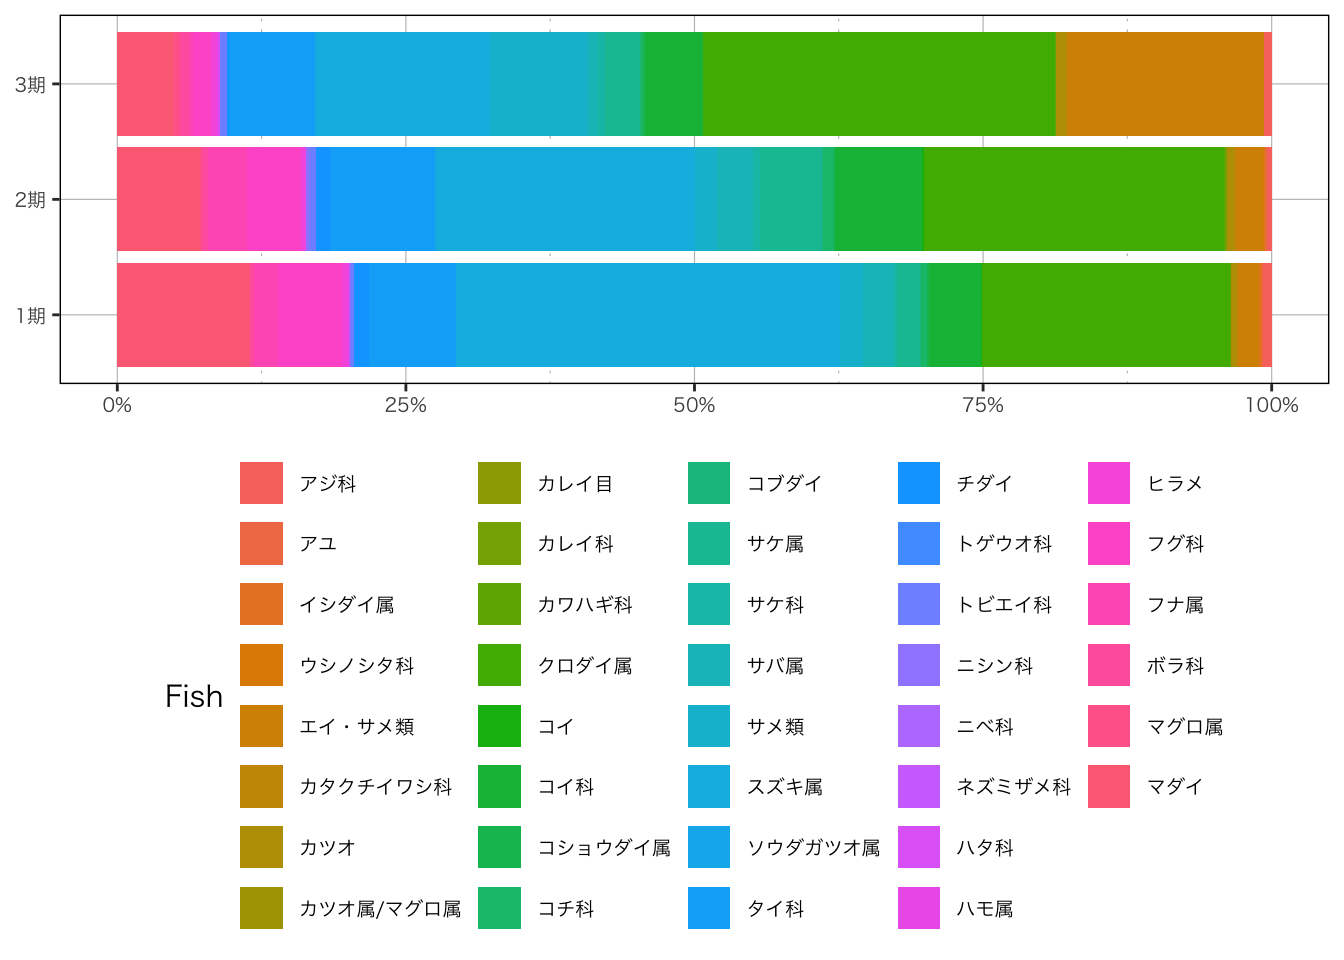 3期
2期
1期
0%
25%
50%
75%
100%
Fish
アジ科
アユ
イシダイ属
ウシノシタ科
エイ・サメ類
カタクチイワシ科
カツオ
カツオ属/マグロ属
カレイ目
カレイ科
カワハギ科
クロダイ属
コイ
コイ科
コショウダイ属
コチ科
コブダイ
サケ属
サケ科
サバ属
サメ類
スズキ属
ソウダガツオ属
タイ科
チダイ
トゲウオ科
トビエイ科
ニシン科
ニベ科
ネズミザメ科
ハタ科
ハモ属
ヒラメ
フグ科
フナ属
ボラ科
マグロ属
マダイ